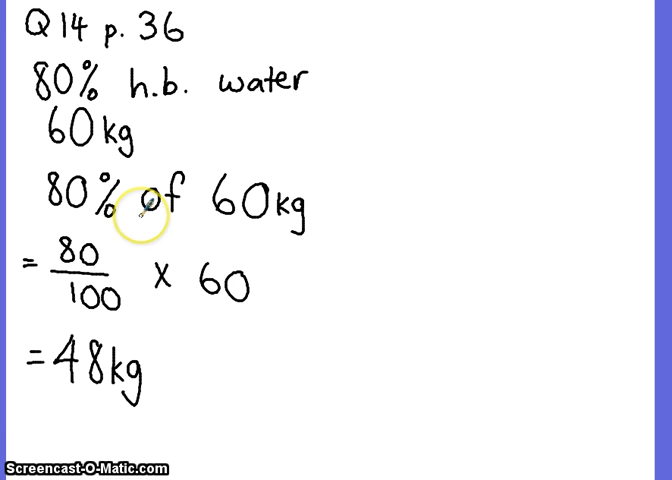 Q14 p. 36
80% h.b. water
60kg
80% of 60kg
= 80/100 × 60
= 48kg
Screencast-O-Matic.com